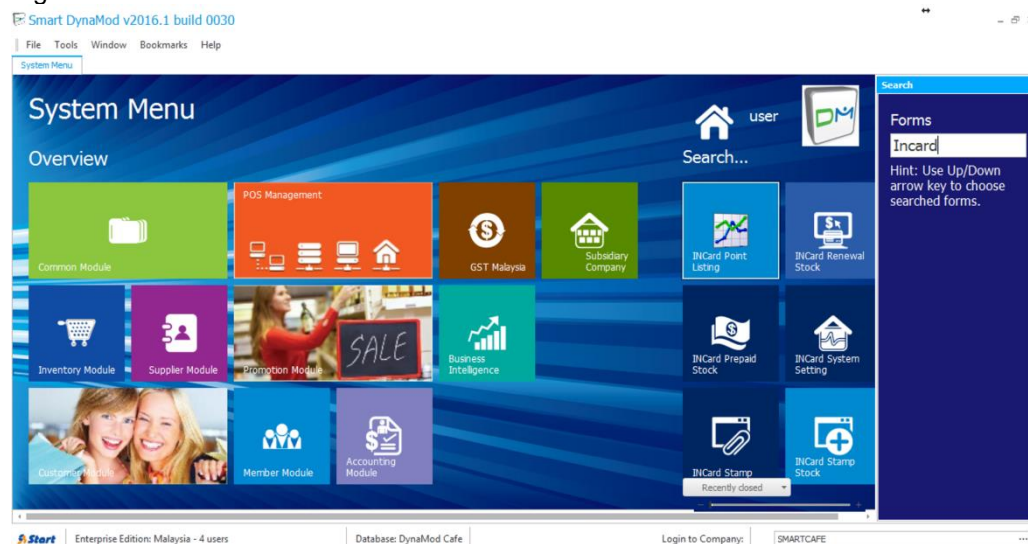 Smart DynaMod v2016.1 build 0030
File Tools Window Bookmarks Help
System Menu
System Menu
user
DM
Overview
Search...
Common Module
POS Management
GST Malaysia
Subsidiary
Company
INCard Point
Listing
INCard Renewal
Stock
Inventory Module
Supplier Module
Promotion Module
SALE
Business
Intelligence
INCard Prepaid
Stock
INCard System
Setting
Customer Module
Member Module
Accounting
Module
INCard Stamp
INCard Stamp
Stock
Recently closed
Search
Forms
Incard
Hint: Use Up/Down
arrow key to choose
searched forms.
Start Enterprise Edition: Malaysia - 4 users Database: DynaMod Cafe Login to Company: SMARTCAFE ...